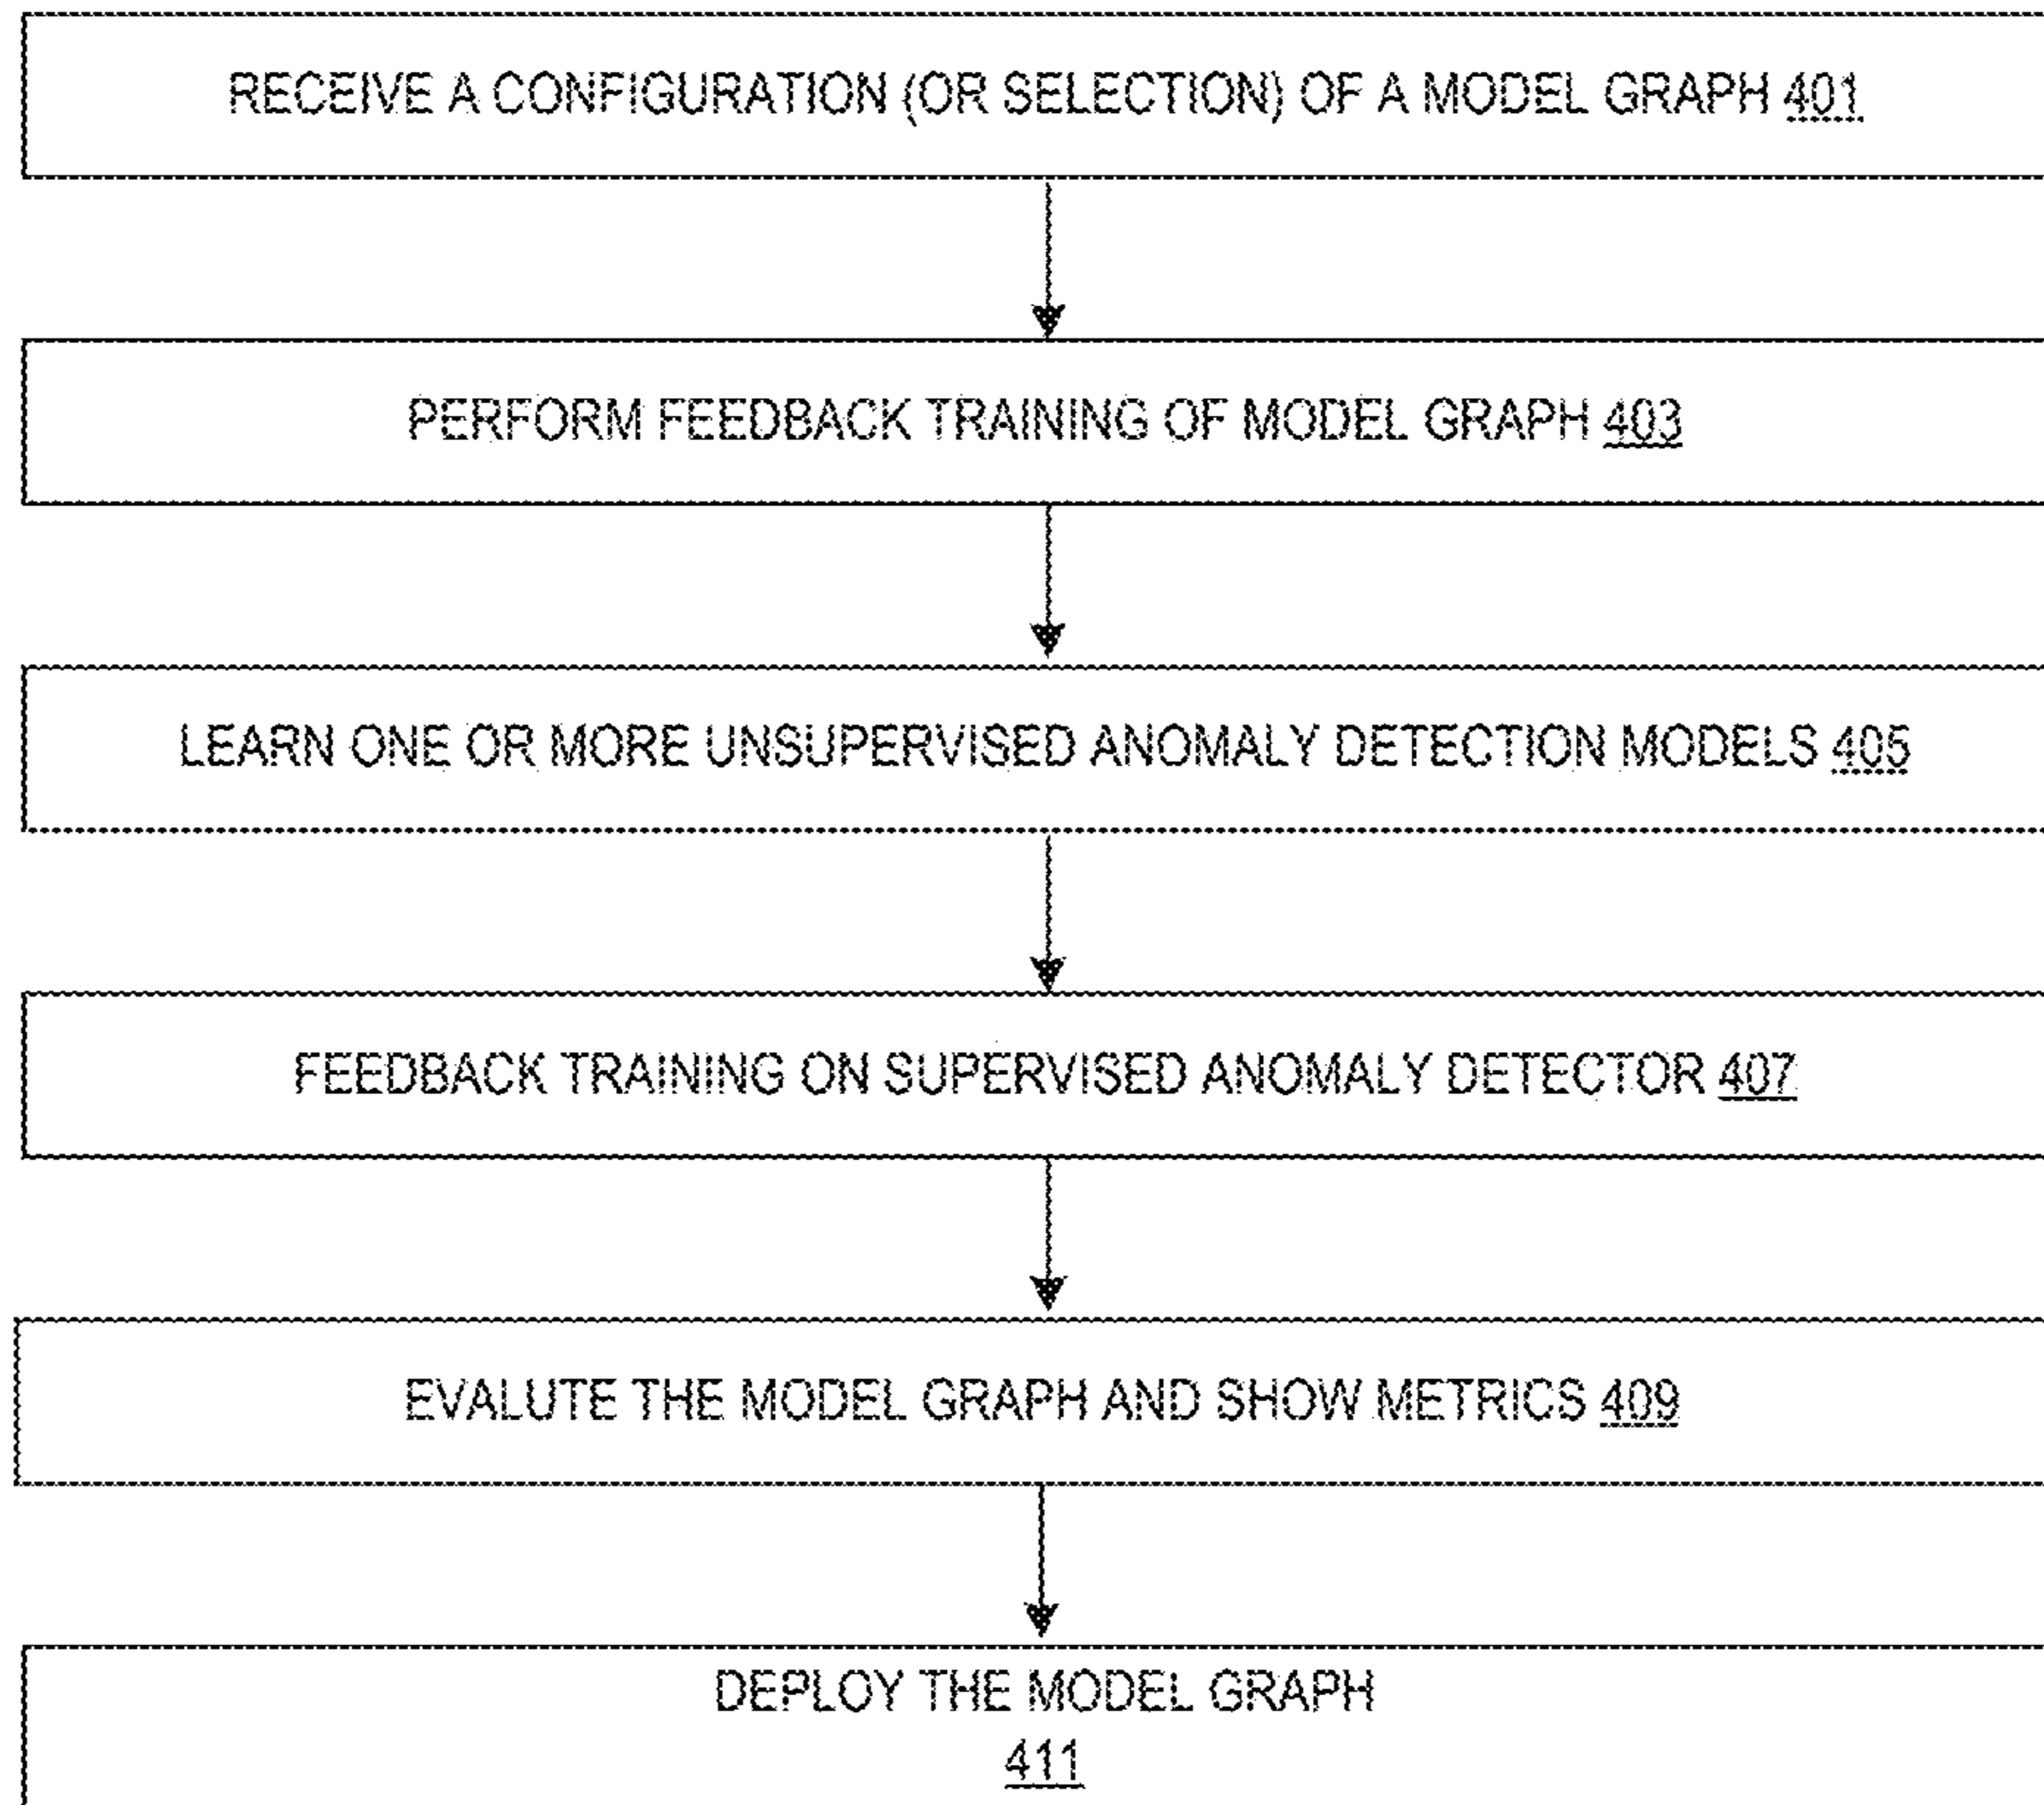 RECEIVE A CONFIGURATION (OR SELECTION) OF A MODEL GRAPH 401
PERFORM FEEDBACK TRAINING OF MODEL GRAPH 403
LEARN ONE OR MORE UNSUPERVISED ANOMALY DETECTION MODELS 405
FEEDBACK TRAINING ON SUPERVISED ANOMALY DETECTOR 407
EVALUTE THE MODEL GRAPH AND SHOW METRICS 409
DEPLOY THE MODEL GRAPH
411